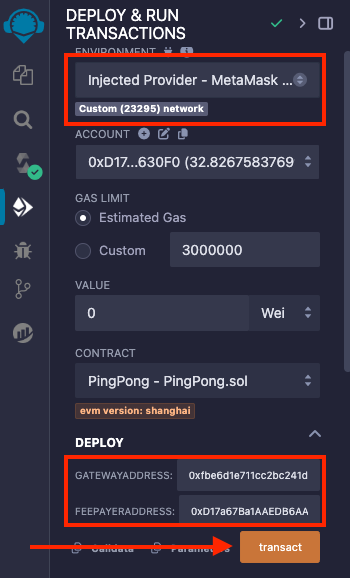 DEPLOY & RUN
TRANSACTIONS
ENVIRONMENT
Injected Provider - MetaMask ...
Custom (23295) network
ACCOUNT
0xD17...630F0 (32.8267583769
GAS LIMIT
Estimated Gas
Custom 3000000
VALUE
0 Wei
CONTRACT
PingPong - PingPong.sol
evm version: shanghai
DEPLOY
GATEWAYADDRESS: 0xfbe6d1e711cc2bc241d
FEEPAYERADDRESS: 0xD17a67Ba1AAEDB6AA
Calldata Parameters transact